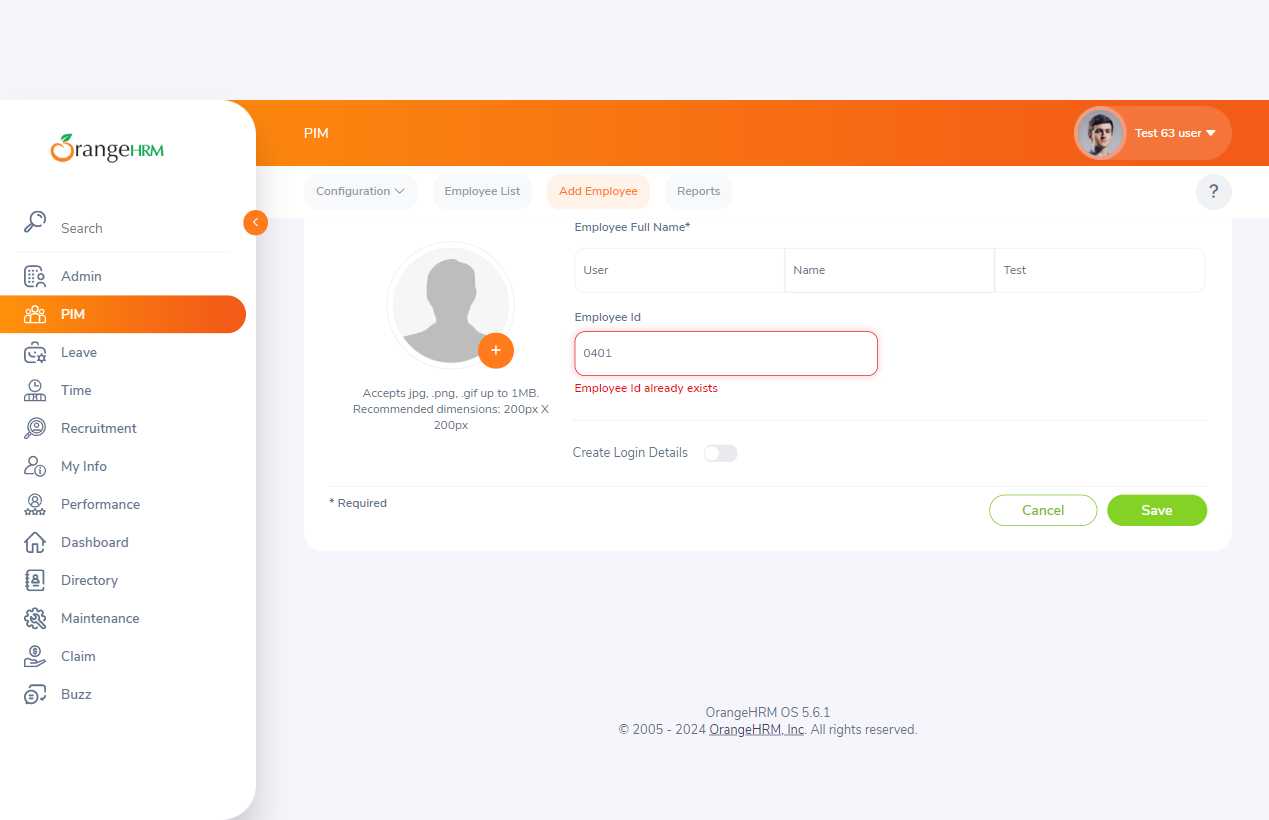 OrangeHRM
PIM
Test 63 user
Configuration
Employee List
Add Employee
Reports
?
Search
Admin
PIM
Leave
Time
Recruitment
My Info
Performance
Dashboard
Directory
Maintenance
Claim
Buzz
Employee Full Name*
User
Name
Test
Employee Id
0401
Employee Id already exists
+
Accepts jpg, .png, .gif up to 1MB.
Recommended dimensions: 200px X
200px
Create Login Details
* Required
Cancel
Save
OrangeHRM OS 5.6.1
© 2005 - 2024 OrangeHRM, Inc. All rights reserved.